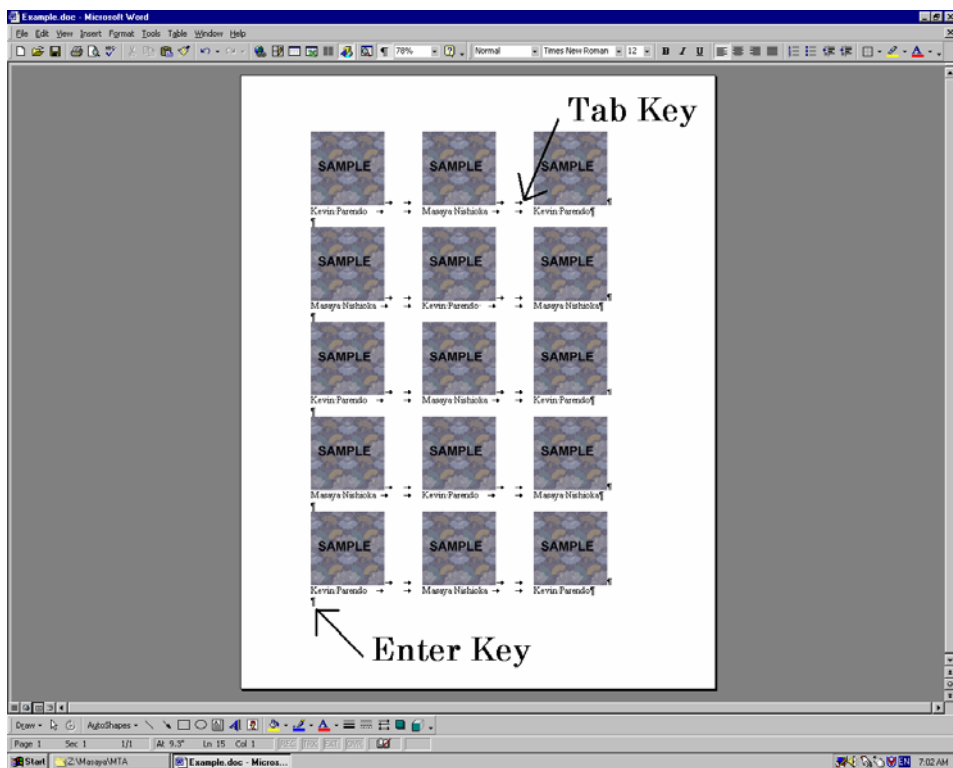 Example.doc - Microsoft Word
File Edit View Insert Format Tools Table Window Help
78% Normal Times New Roman 12 B I U A
Tab Key
SAMPLE SAMPLE SAMPLE
Kevin Parendo Masaya Nishioka Kevin Parendo
SAMPLE SAMPLE SAMPLE
Masaya Nishioka Kevin Parendo Masaya Nishioka
SAMPLE SAMPLE SAMPLE
Kevin Parendo Masaya Nishioka Kevin Parendo
SAMPLE SAMPLE SAMPLE
Masaya Nishioka Kevin Parendo Masaya Nishioka
SAMPLE SAMPLE SAMPLE
Kevin Parendo Masaya Nishioka Kevin Parendo
Enter Key
Draw AutoShapes A
Page 1 Sec 1 1/1 At 9.3" Ln 15 Col 1 REC TRK EXT OVR
Start Z:\Masaya\MTA Example.doc - Micros... EN 7:02 AM